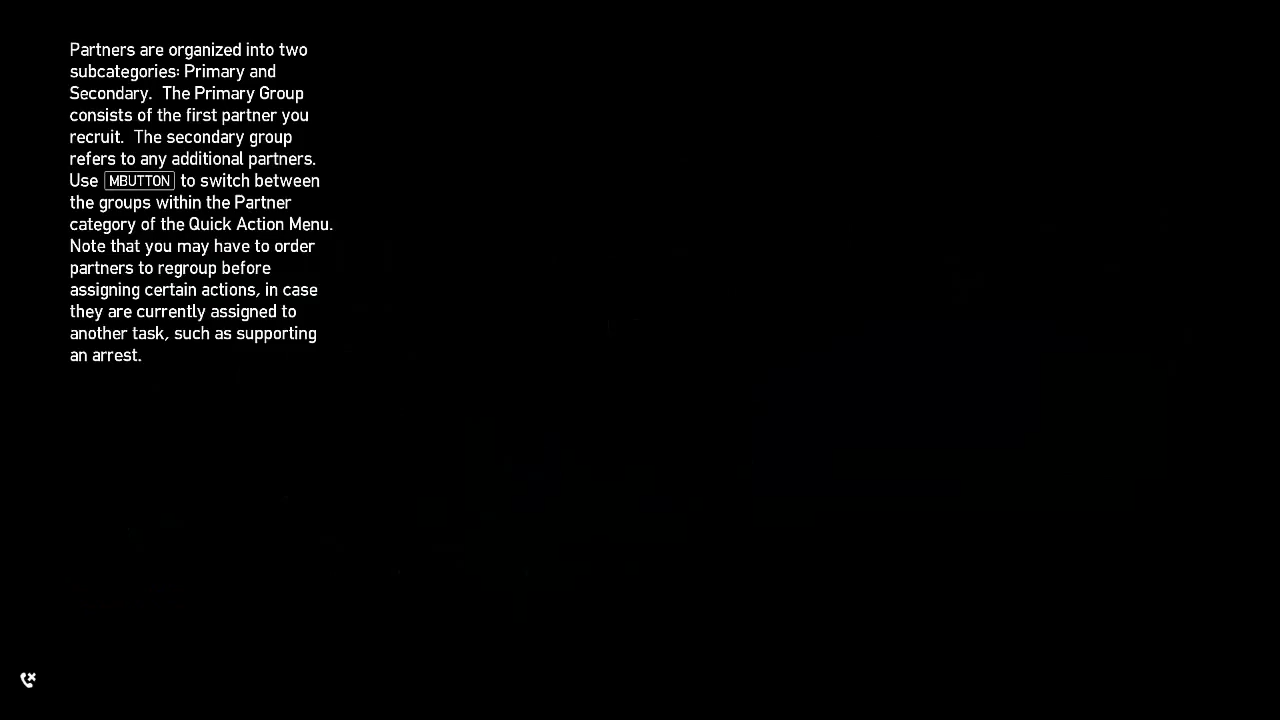 Partners are organized into two
subcategories: Primary and
Secondary.  The Primary Group
consists of the first partner you
recruit.  The secondary group
refers to any additional partners.
Use MBUTTON to switch between
the groups within the Partner
category of the Quick Action Menu.
Note that you may have to order
partners to regroup before
assigning certain actions, in case
they are currently assigned to
another task, such as supporting
an arrest.